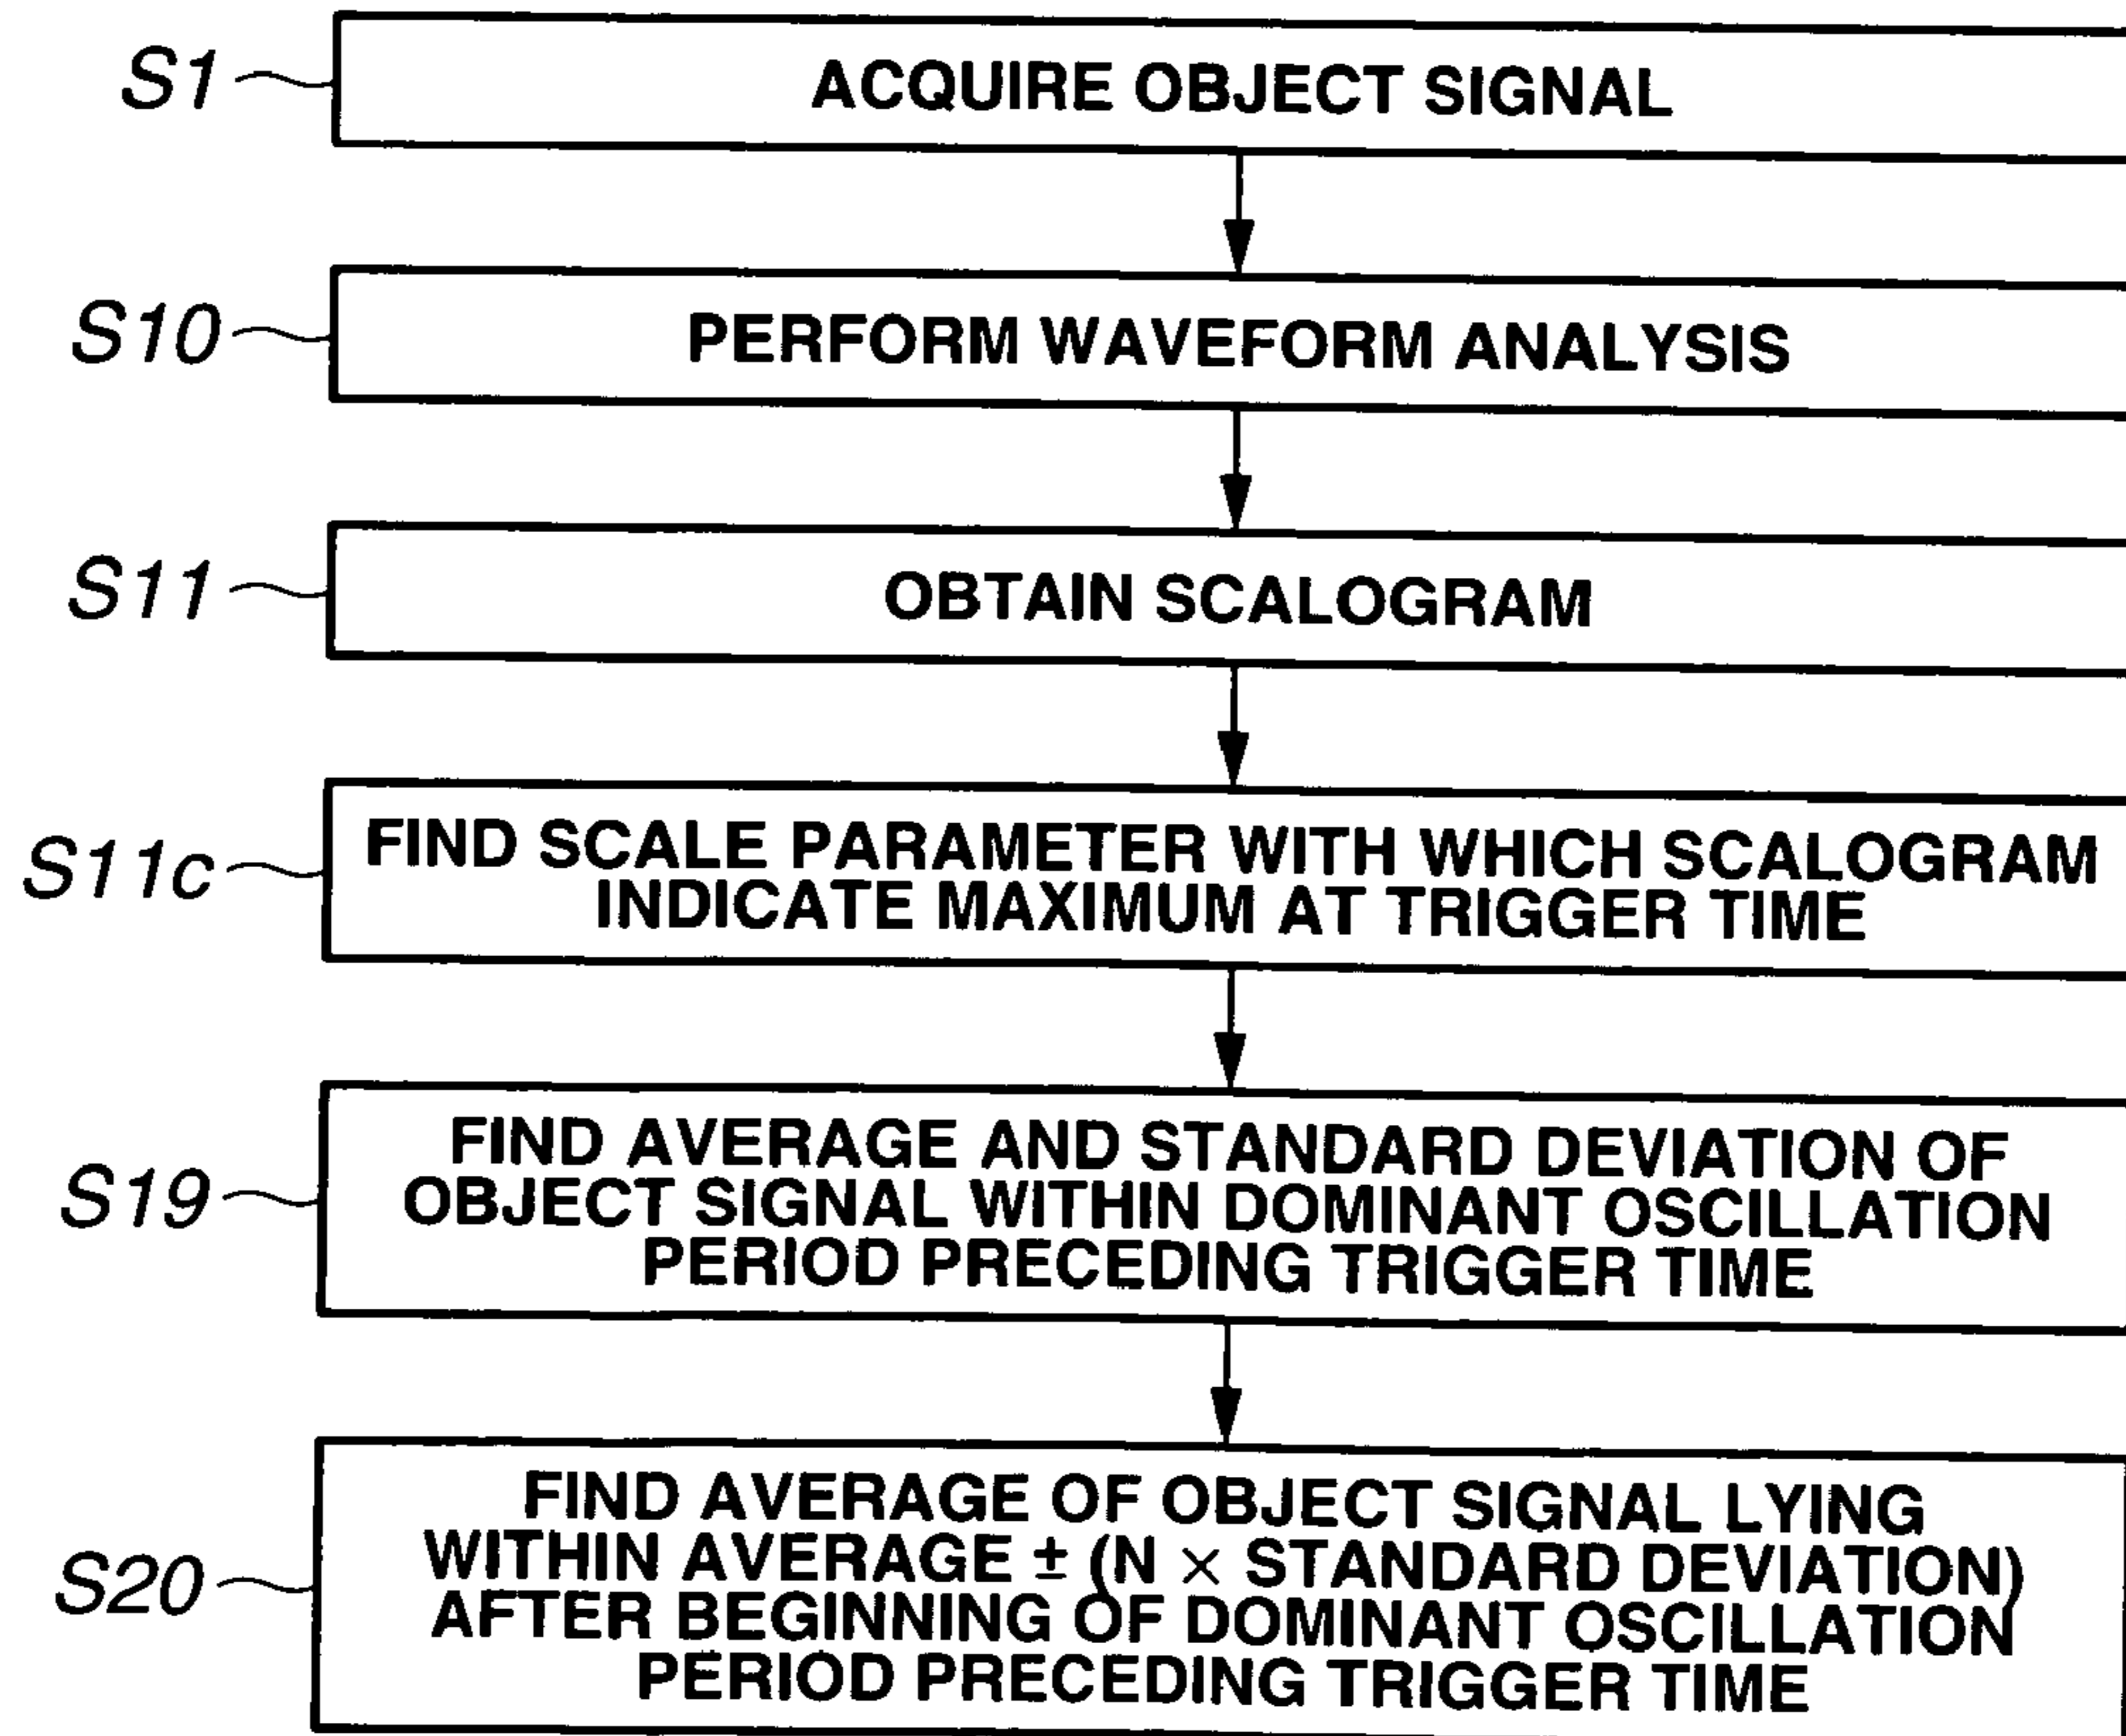 S1
ACQUIRE OBJECT SIGNAL
S10
PERFORM WAVEFORM ANALYSIS
S11
OBTAIN SCALOGRAM
S11c
FIND SCALE PARAMETER WITH WHICH SCALOGRAM
INDICATE MAXIMUM AT TRIGGER TIME
S19
FIND AVERAGE AND STANDARD DEVIATION OF
OBJECT SIGNAL WITHIN DOMINANT OSCILLATION
PERIOD PRECEDING TRIGGER TIME
S20
FIND AVERAGE OF OBJECT SIGNAL LYING
WITHIN AVERAGE ± (N × STANDARD DEVIATION)
AFTER BEGINNING OF DOMINANT OSCILLATION
PERIOD PRECEDING TRIGGER TIME